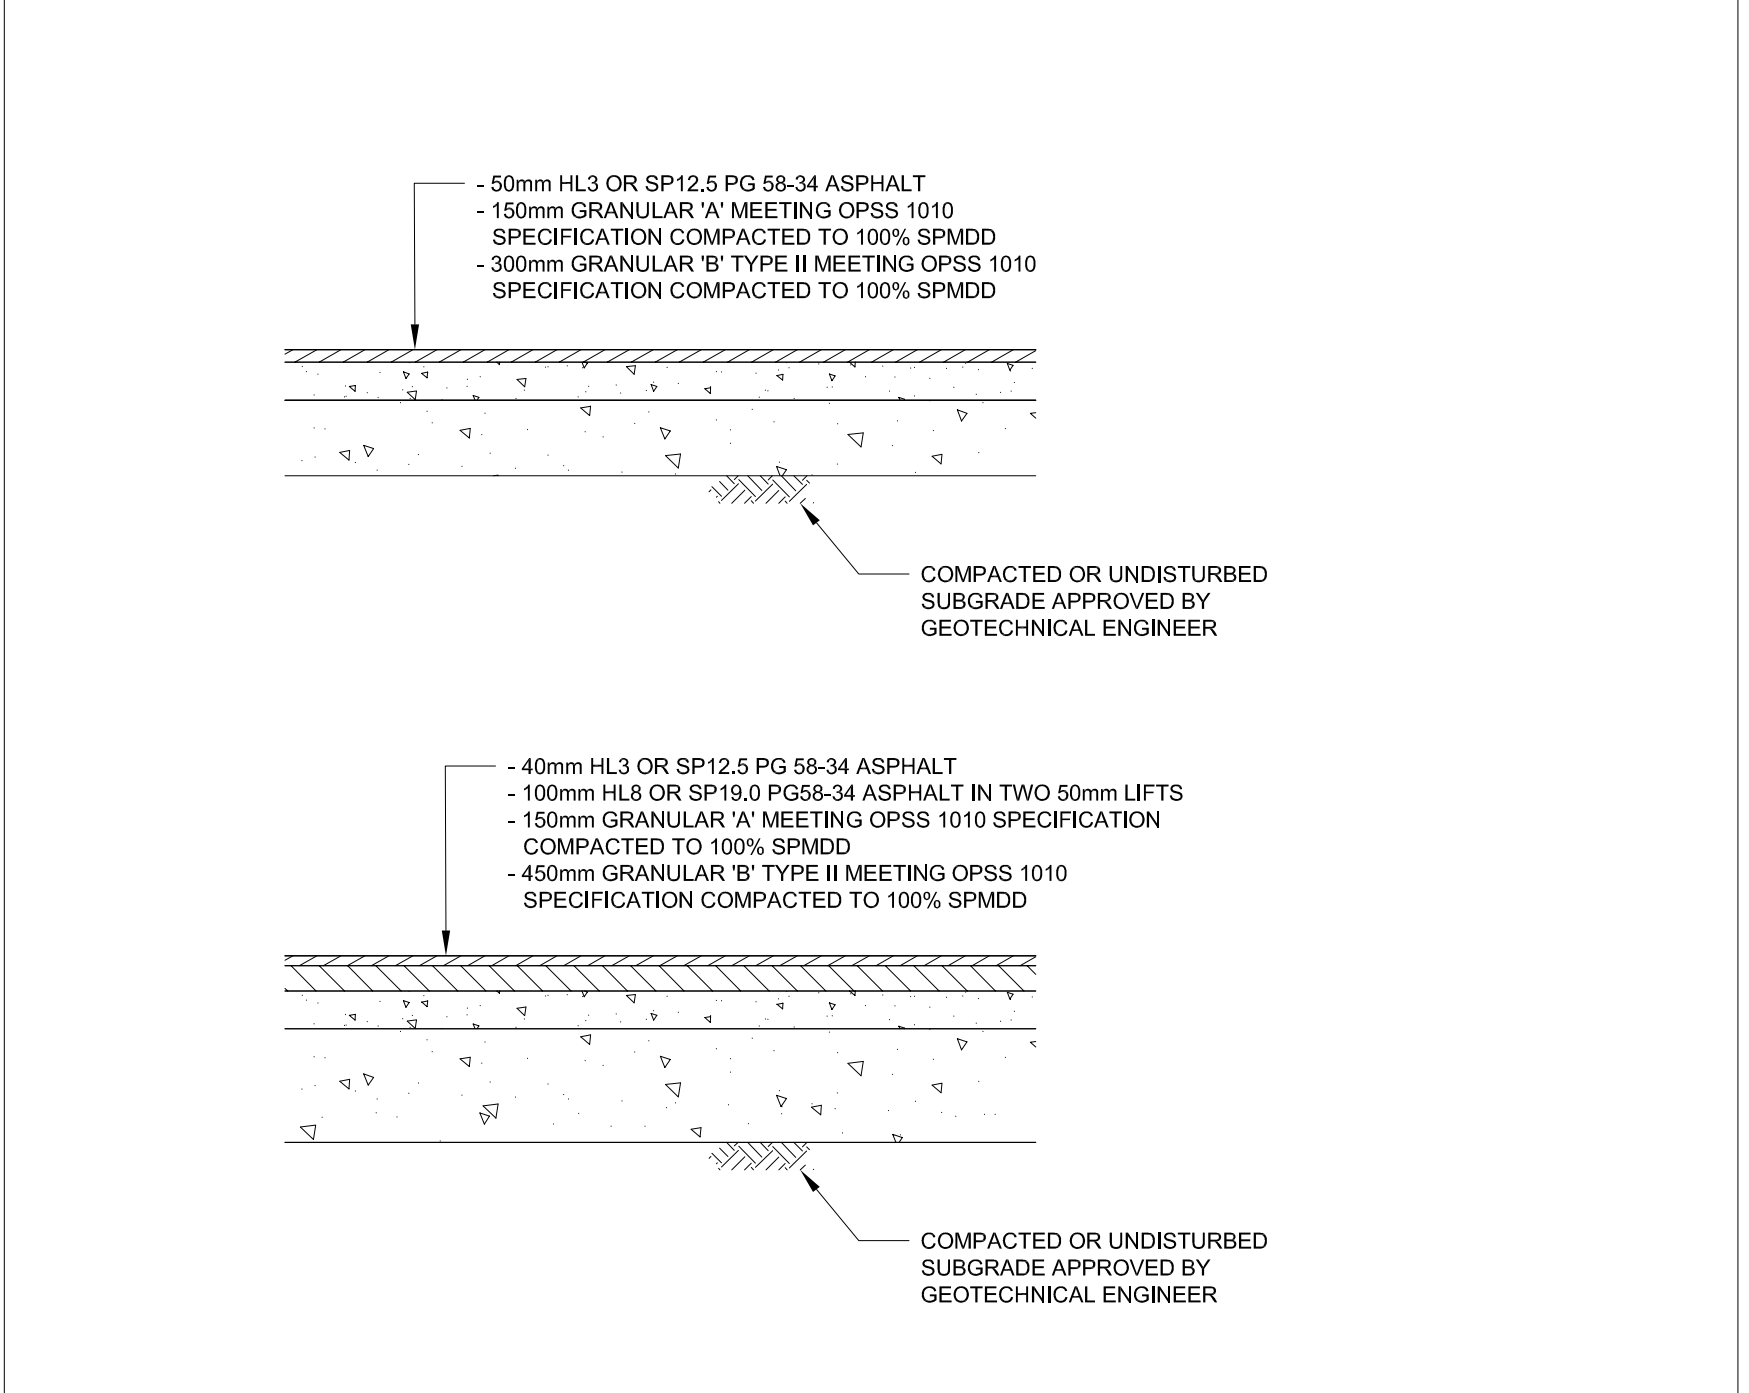 - 50mm HL3 OR SP12.5 PG 58-34 ASPHALT
- 150mm GRANULAR 'A' MEETING OPSS 1010
SPECIFICATION COMPACTED TO 100% SPMDD
- 300mm GRANULAR 'B' TYPE II MEETING OPSS 1010
SPECIFICATION COMPACTED TO 100% SPMDD
COMPACTED OR UNDISTURBED
SUBGRADE APPROVED BY
GEOTECHNICAL ENGINEER
- 40mm HL3 OR SP12.5 PG 58-34 ASPHALT
- 100mm HL8 OR SP19.0 PG58-34 ASPHALT IN TWO 50mm LIFTS
- 150mm GRANULAR 'A' MEETING OPSS 1010 SPECIFICATION
COMPACTED TO 100% SPMDD
- 450mm GRANULAR 'B' TYPE II MEETING OPSS 1010
SPECIFICATION COMPACTED TO 100% SPMDD
COMPACTED OR UNDISTURBED
SUBGRADE APPROVED BY
GEOTECHNICAL ENGINEER